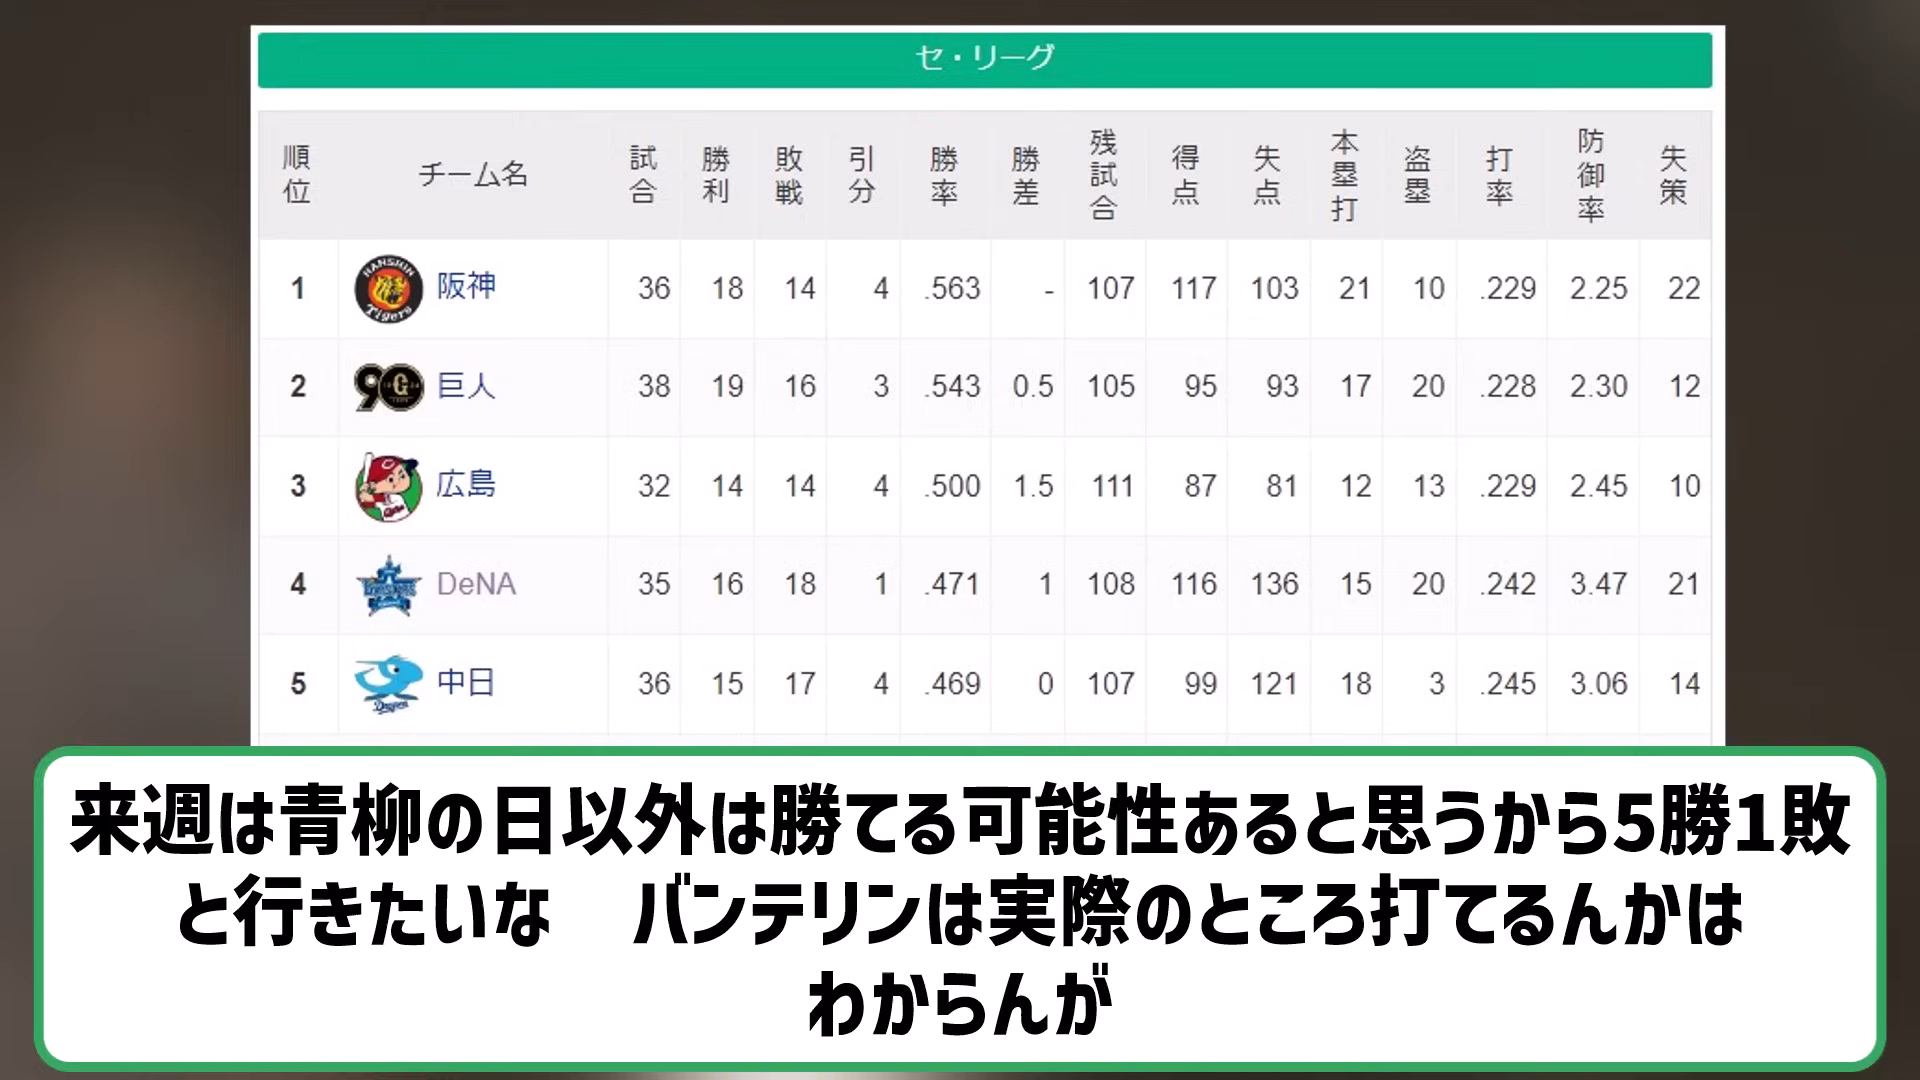 セ・リーグ
順位 チーム名 試合 勝利 敗戦 引分 勝率 勝差 残試合 得点 失点 本塁打 盗塁 打率 防御率 失策
1 HANSHIN Tigers 阪神 36 18 14 4 .563 - 107 117 103 21 10 .229 2.25 22
2 90 G 巨人 38 19 16 3 .543 0.5 105 95 93 17 20 .228 2.30 12
3 広島 32 14 14 4 .500 1.5 111 87 81 12 13 .229 2.45 10
4 DeNA 35 16 18 1 .471 1 108 116 136 15 20 .242 3.47 21
5 中日 36 15 17 4 .469 0 107 99 121 18 3 .245 3.06 14
来週は青柳の日以外は勝てる可能性あると思うから5勝1敗
と行きたいな　バンテリンは実際のところ打てるんかは
わからんが